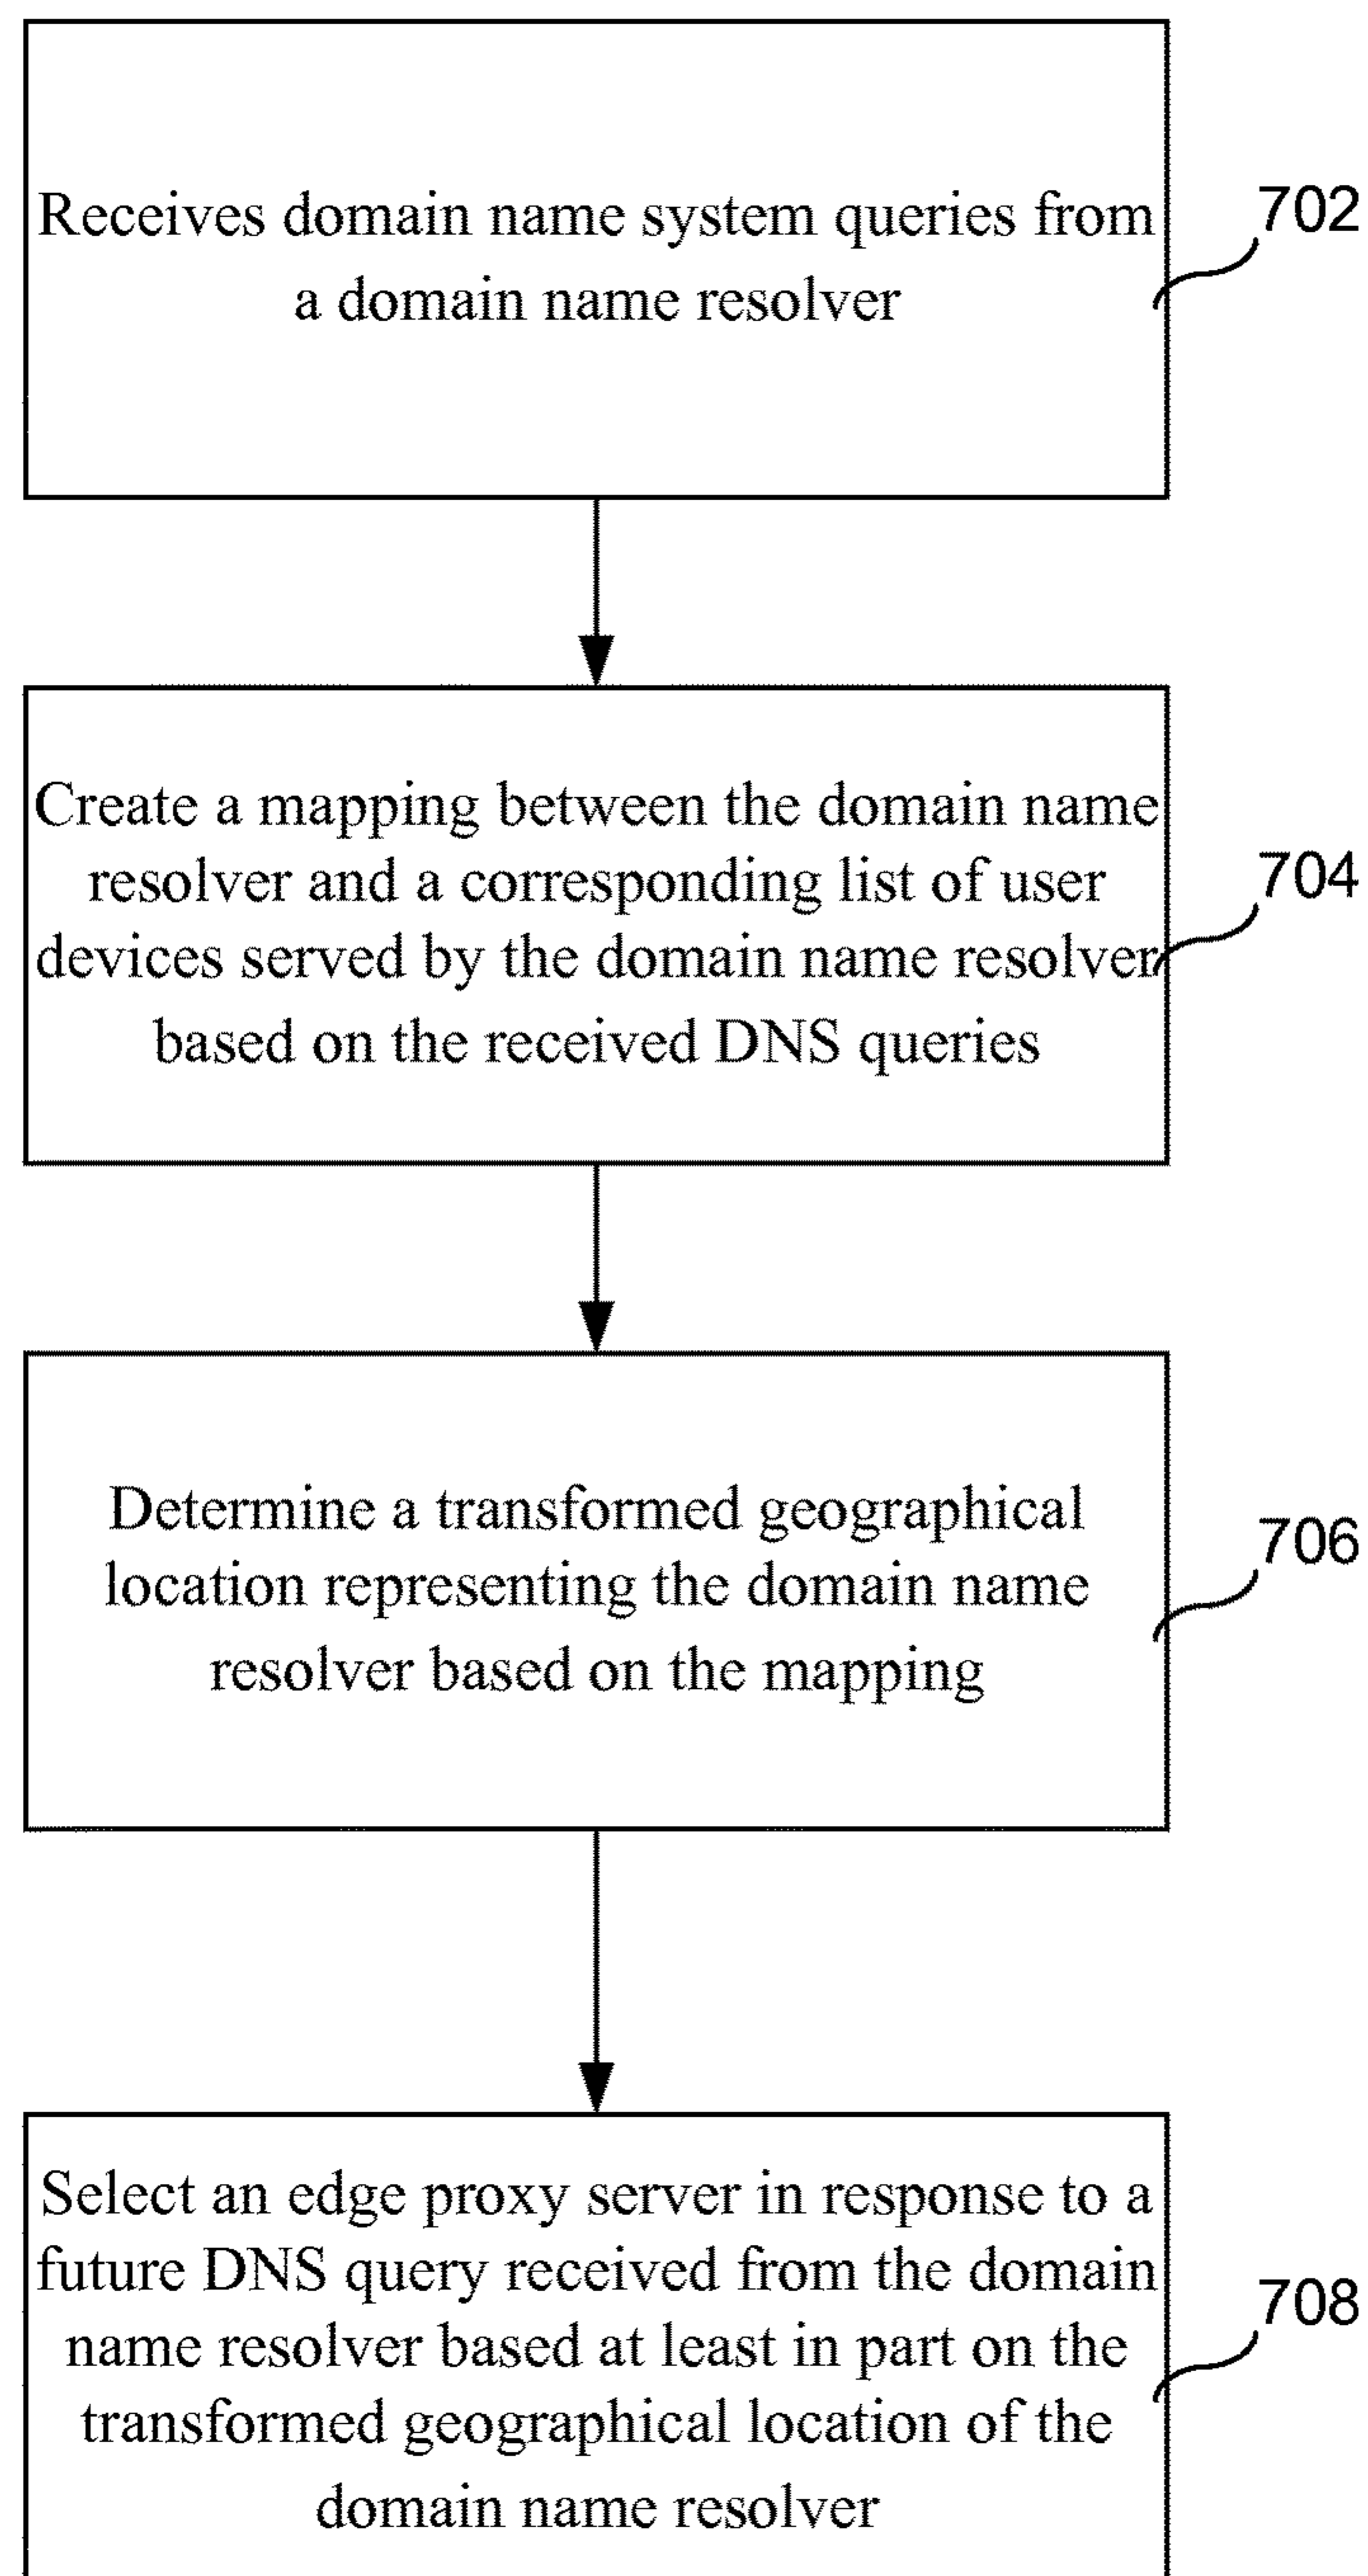 Receives domain name system queries from
a domain name resolver
702
Create a mapping between the domain name
resolver and a corresponding list of user
devices served by the domain name resolver
based on the received DNS queries
704
Determine a transformed geographical
location representing the domain name
resolver based on the mapping
706
Select an edge proxy server in response to a
future DNS query received from the domain
name resolver based at least in part on the
transformed geographical location of the
domain name resolver
708